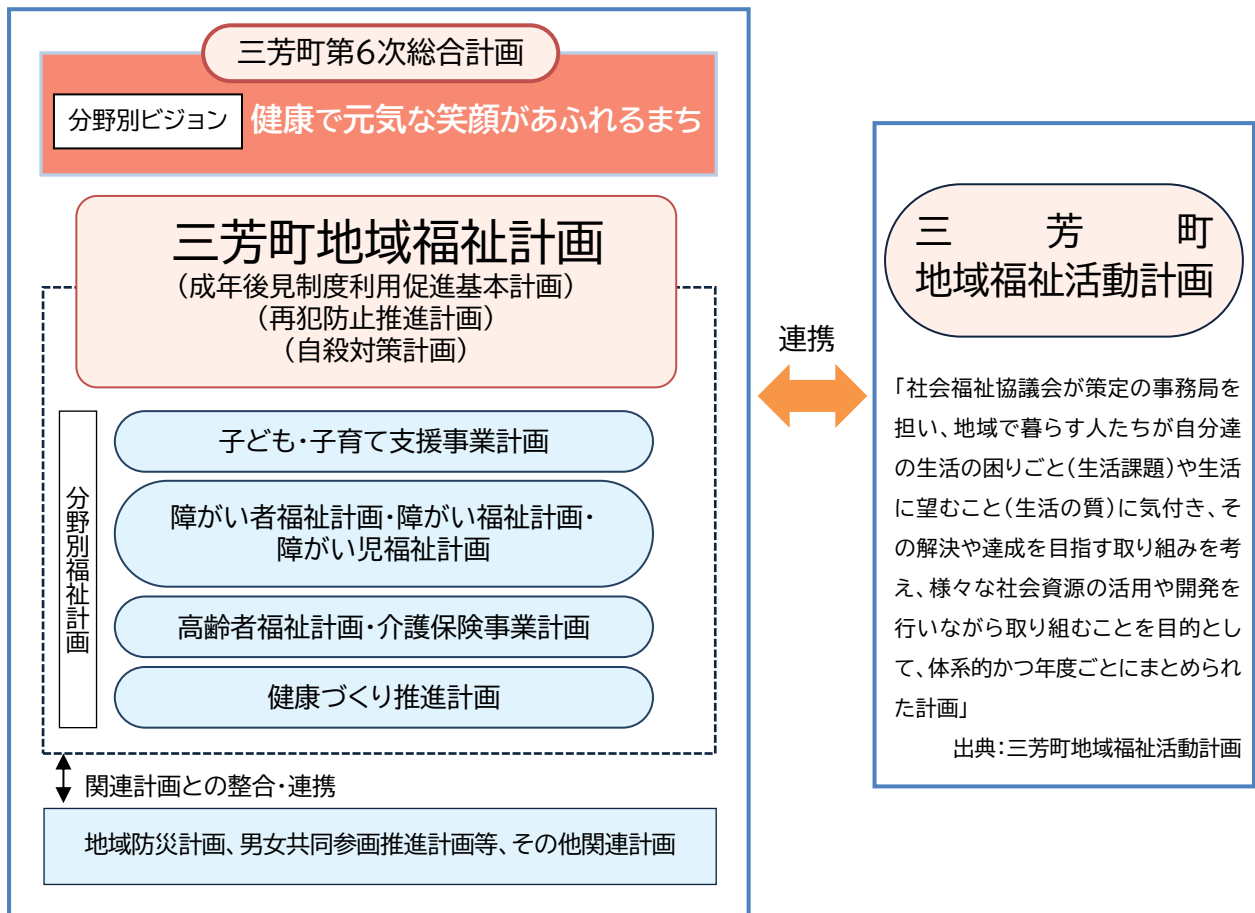 三芳町第6次総合計画
分野別ビジョン
健康で元気な笑顔があふれるまち
三芳町地域福祉計画
(成年後見制度利用促進基本計画)
(再犯防止推進計画)
(自殺対策計画)
分野別福祉計画
子ども・子育て支援事業計画
障がい者福祉計画・障がい福祉計画・
障がい児福祉計画
高齢者福祉計画・介護保険事業計画
健康づくり推進計画
関連計画との整合・連携
地域防災計画、男女共同参画推進計画等、その他関連計画
連携
三芳町
地域福祉活動計画
「社会福祉協議会が策定の事務局を
担い、地域で暮らす人たちが自分達
の生活の困りごと(生活課題)や生活
に望むこと(生活の質)に気付き、そ
の解決や達成を目指す取り組みを考
え、様々な社会資源の活用や開発を
行いながら取り組むことを目的とし
て、体系的かつ年度ごとにまとめられ
た計画」
出典:三芳町地域福祉活動計画